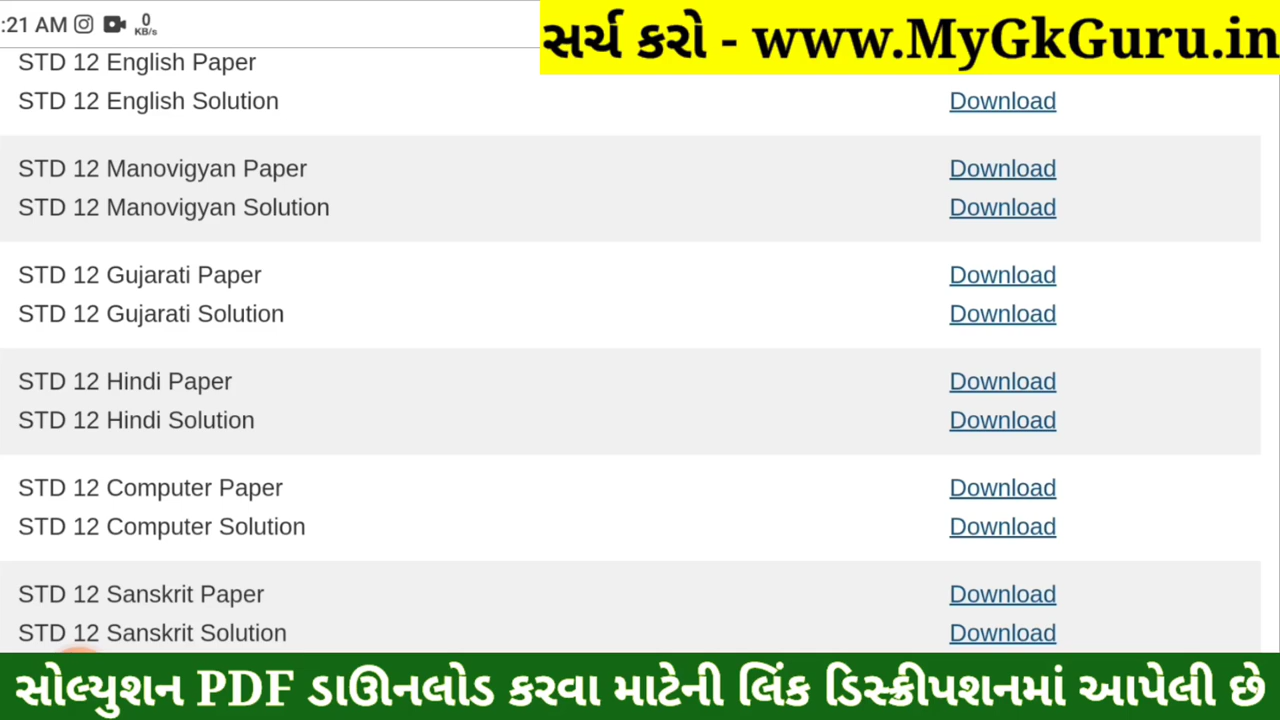 :21 AM 0 KB/s
સર્ચ કરો - www.MyGkGuru.in
STD 12 English Paper
STD 12 English Solution Download
STD 12 Manovigyan Paper Download
STD 12 Manovigyan Solution Download
STD 12 Gujarati Paper Download
STD 12 Gujarati Solution Download
STD 12 Hindi Paper Download
STD 12 Hindi Solution Download
STD 12 Computer Paper Download
STD 12 Computer Solution Download
STD 12 Sanskrit Paper Download
STD 12 Sanskrit Solution Download
સોલ્યુશન PDF ડાઊનલોડ કરવા માટેની લિંક ડિસ્ક્રીપશનમાં આપેલી છે